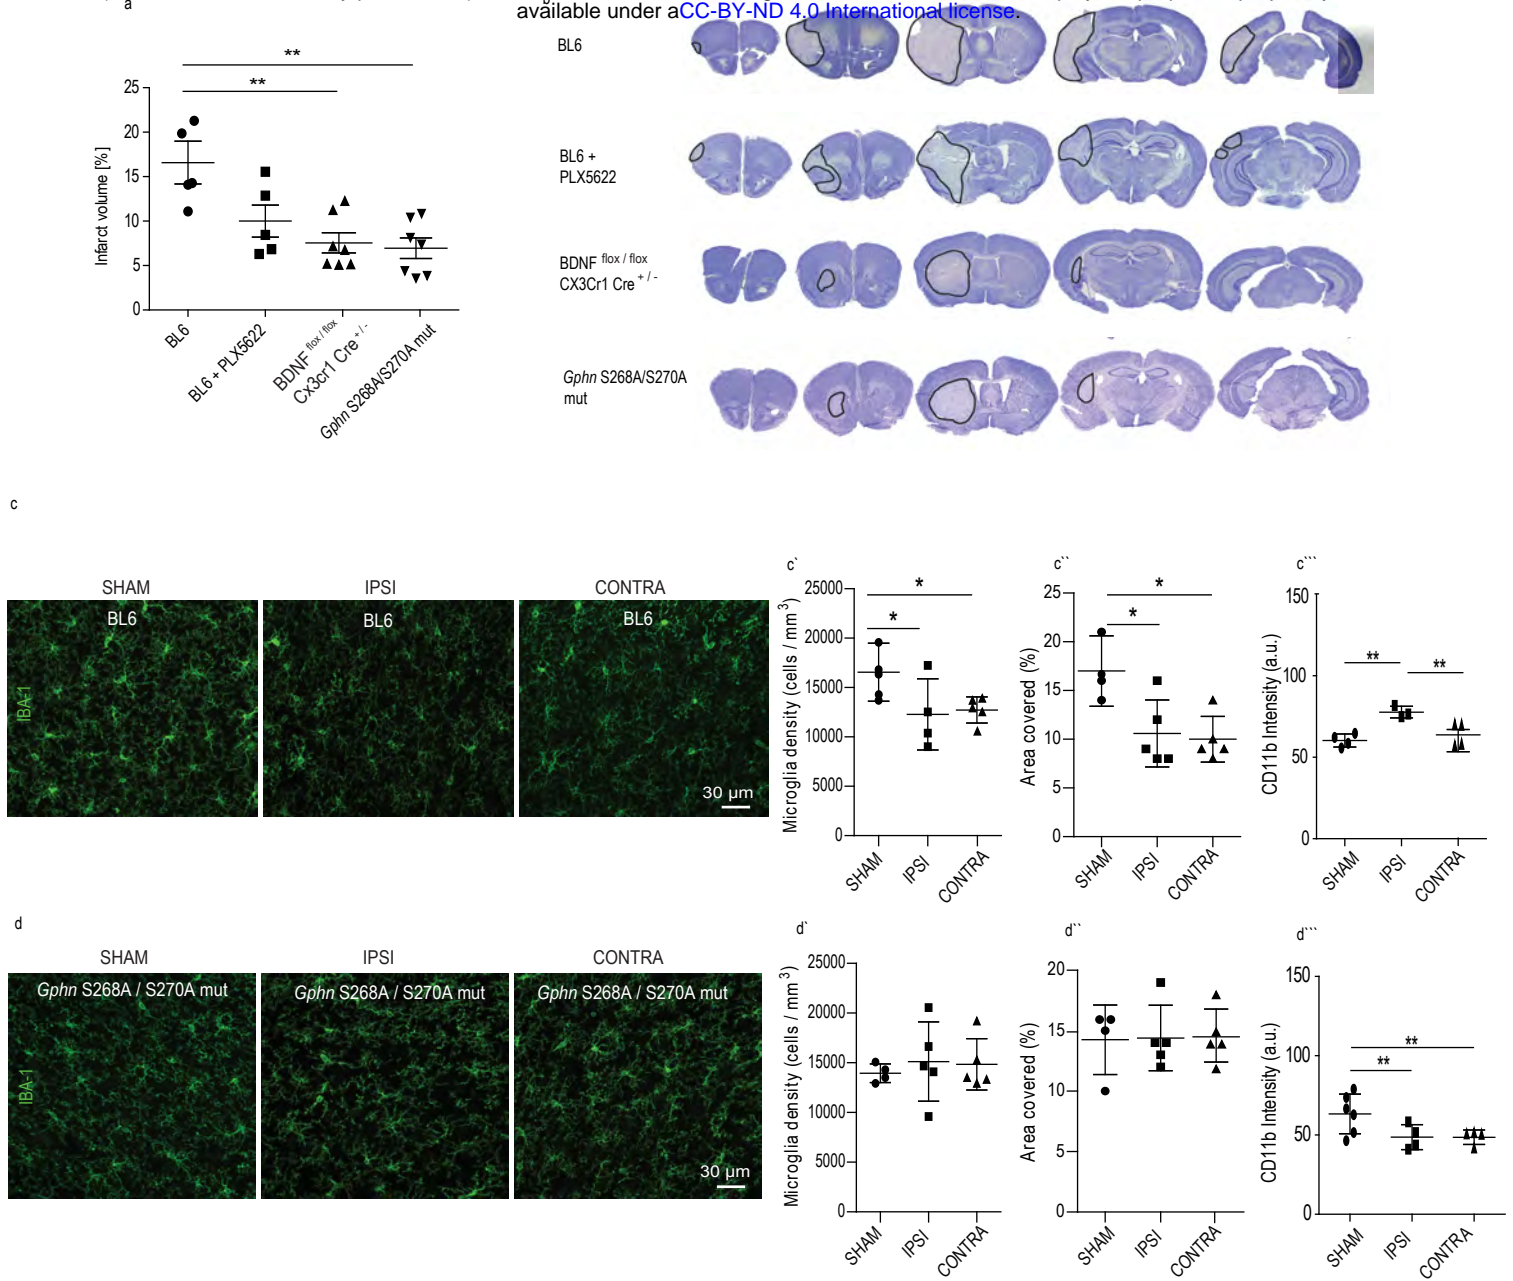 available under aCC-BY-ND 4.0 International license.
a
**
**
25
20
15
10
5
0
Infarct volume [%]
BL6
BL6 + PLX5622
BDNF flox / flox
Cx3cr1 Cre + / -
Gphn S268A/S270A mut
BL6
BL6 +
PLX5622
BDNF flox / flox
CX3Cr1 Cre + / -
Gphn S268A/S270A
mut
c
SHAM
IPSI
CONTRA
BL6
BL6
BL6
IBA-1
30 µm
c`
25000
20000
15000
10000
5000
0
Microglia density (cells / mm 3)
*
*
SHAM
IPSI
CONTRA
c``
25
20
15
10
5
0
Area covered (%)
*
*
SHAM
IPSI
CONTRA
c```
150
100
50
0
CD11b Intensity (a.u.)
**
**
SHAM
IPSI
CONTRA
d
SHAM
IPSI
CONTRA
Gphn S268A / S270A mut
Gphn S268A / S270A mut
Gphn S268A / S270A mut
IBA-1
30 µm
d`
25000
20000
15000
10000
5000
0
Microglia density (cells / mm 3)
SHAM
IPSI
CONTRA
d``
20
15
10
5
0
Area covered (%)
SHAM
IPSI
CONTRA
d```
150
100
50
0
CD11b Intensity (a.u.)
**
**
SHAM
IPSI
CONTRA